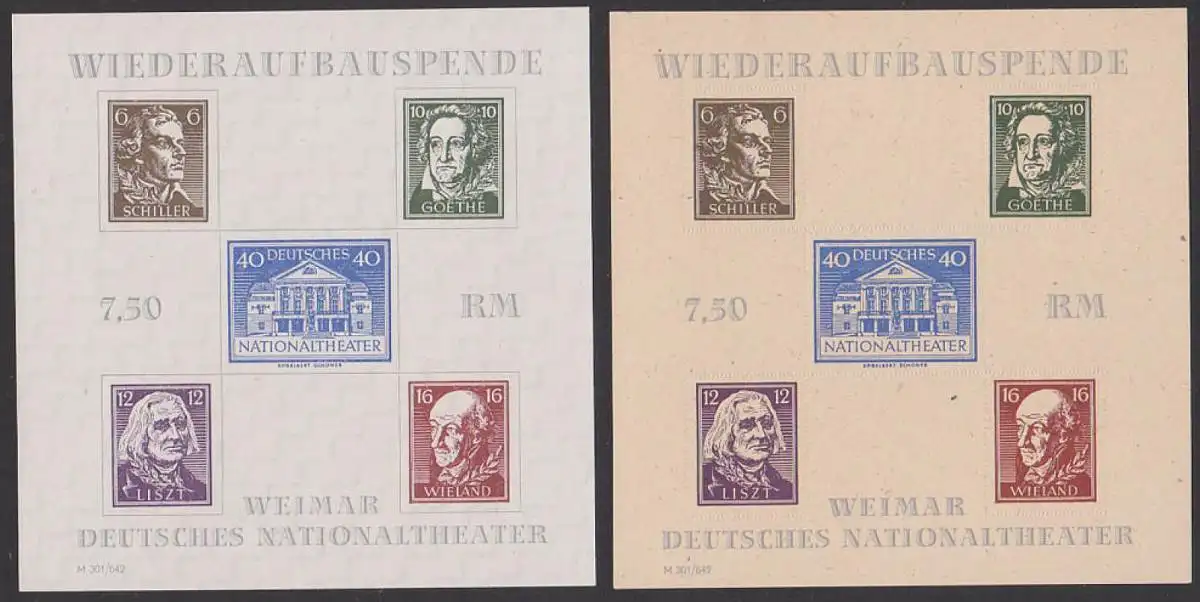 WIEDERAUFBAUSPENDE
6 6
SCHILLER
10 10
GOETHE
40 DEUTSCHES 40
NATIONALTHEATER
7,50 RM
12 12
LISZT
16 16
WIELAND
WEIMAR
DEUTSCHES NATIONALTHEATER
M 301/642
WIEDERAUFBAUSPENDE
6 6
SCHILLER
10 10
GOETHE
40 DEUTSCHES 40
NATIONALTHEATER
7,50 RM
12 12
LISZT
16 16
WIELAND
WEIMAR
DEUTSCHES NATIONALTHEATER
M 301/642